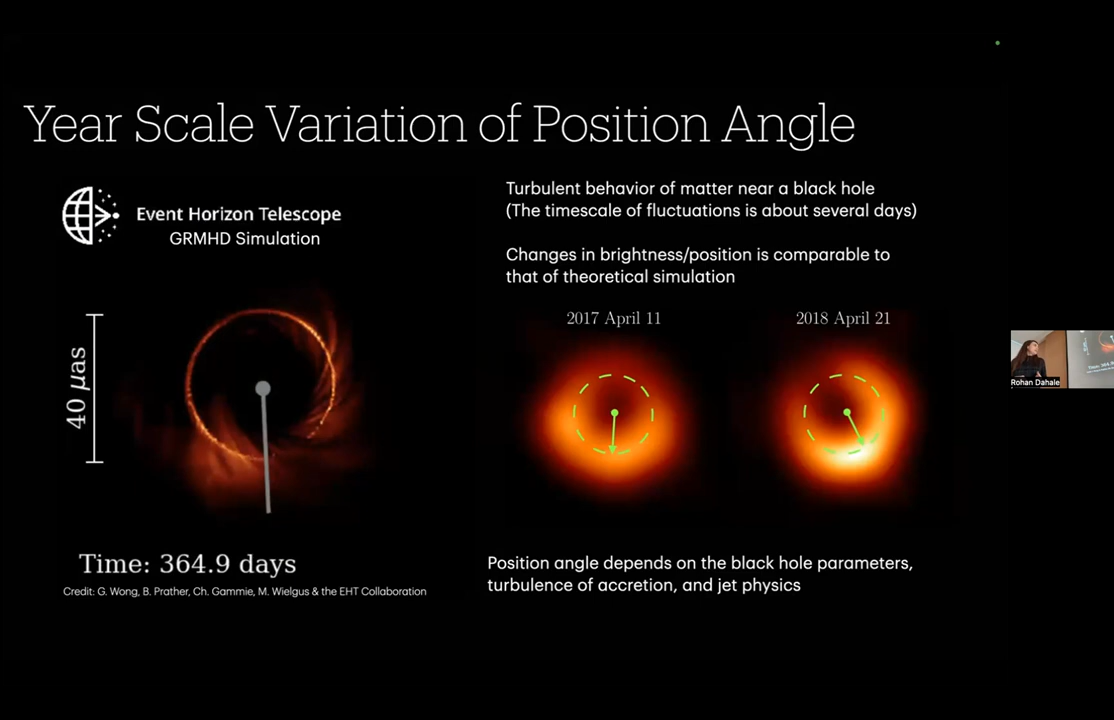 Year Scale Variation of Position Angle
Event Horizon Telescope
GRMHD Simulation
40 μas
Time: 364.9 days
Credit: G. Wong, B. Prather, Ch. Gammie, M. Wielgus & the EHT Collaboration
Turbulent behavior of matter near a black hole
(The timescale of fluctuations is about several days)
Changes in brightness/position is comparable to
that of theoretical simulation
2017 April 11
2018 April 21
Position angle depends on the black hole parameters,
turbulence of accretion, and jet physics
Rohan Dahale